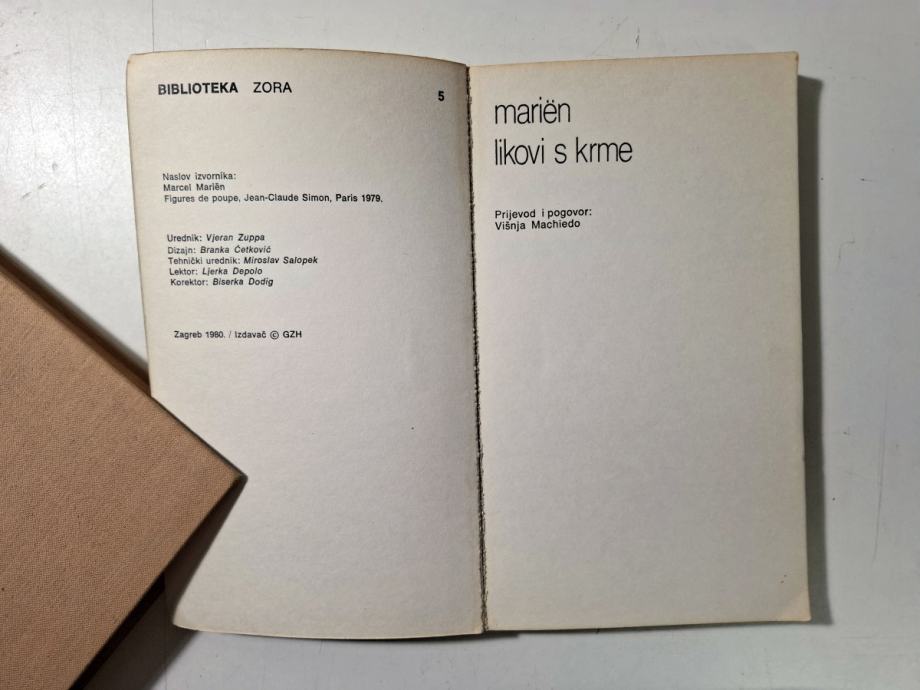 BIBLIOTEKA ZORA
5
Naslov izvornika:
Marcel Mariën
Figures de poupe, Jean-Claude Simon, Paris 1979.
Urednik: Vjeran Zuppa
Dizajn: Branka Ćetković
Tehnički urednik: Miroslav Salopek
Lektor: Ljerka Depolo
Korektor: Biserka Dodig
Zagreb 1980. / Izdavač © GZH
mariën
likovi s krme
Prijevod i pogovor:
Višnja Machiedo